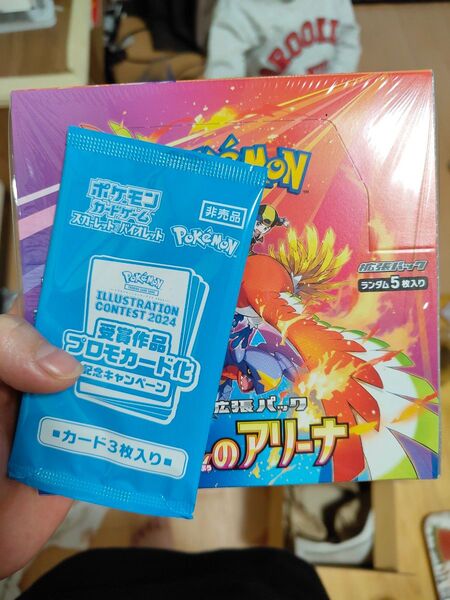 BROOKL
POKÉMON
拡張パック
ランダム5枚入り
拡張パック
のアリーナ
ポケモン
カードゲーム
スカーレット&バイオレット
非売品
POKÉMON
POKÉMON
ILLUSTRATION
CONTEST 2024
受賞作品
プロモカード化
記念キャンペーン
■カード3枚入り■